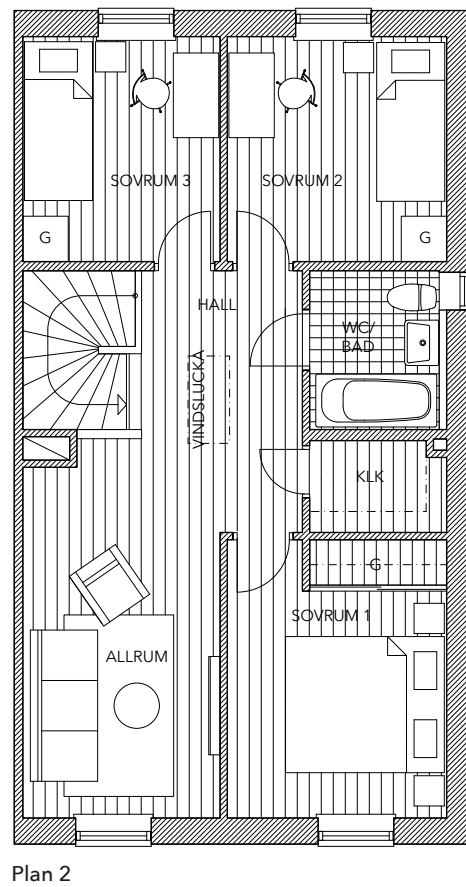 SOVRUM 3
SOVRUM 2
G
G
HALL
WC/
BAD
VINDSLUCKA
KLK
G
SOVRUM 1
ALLRUM
Plan 2